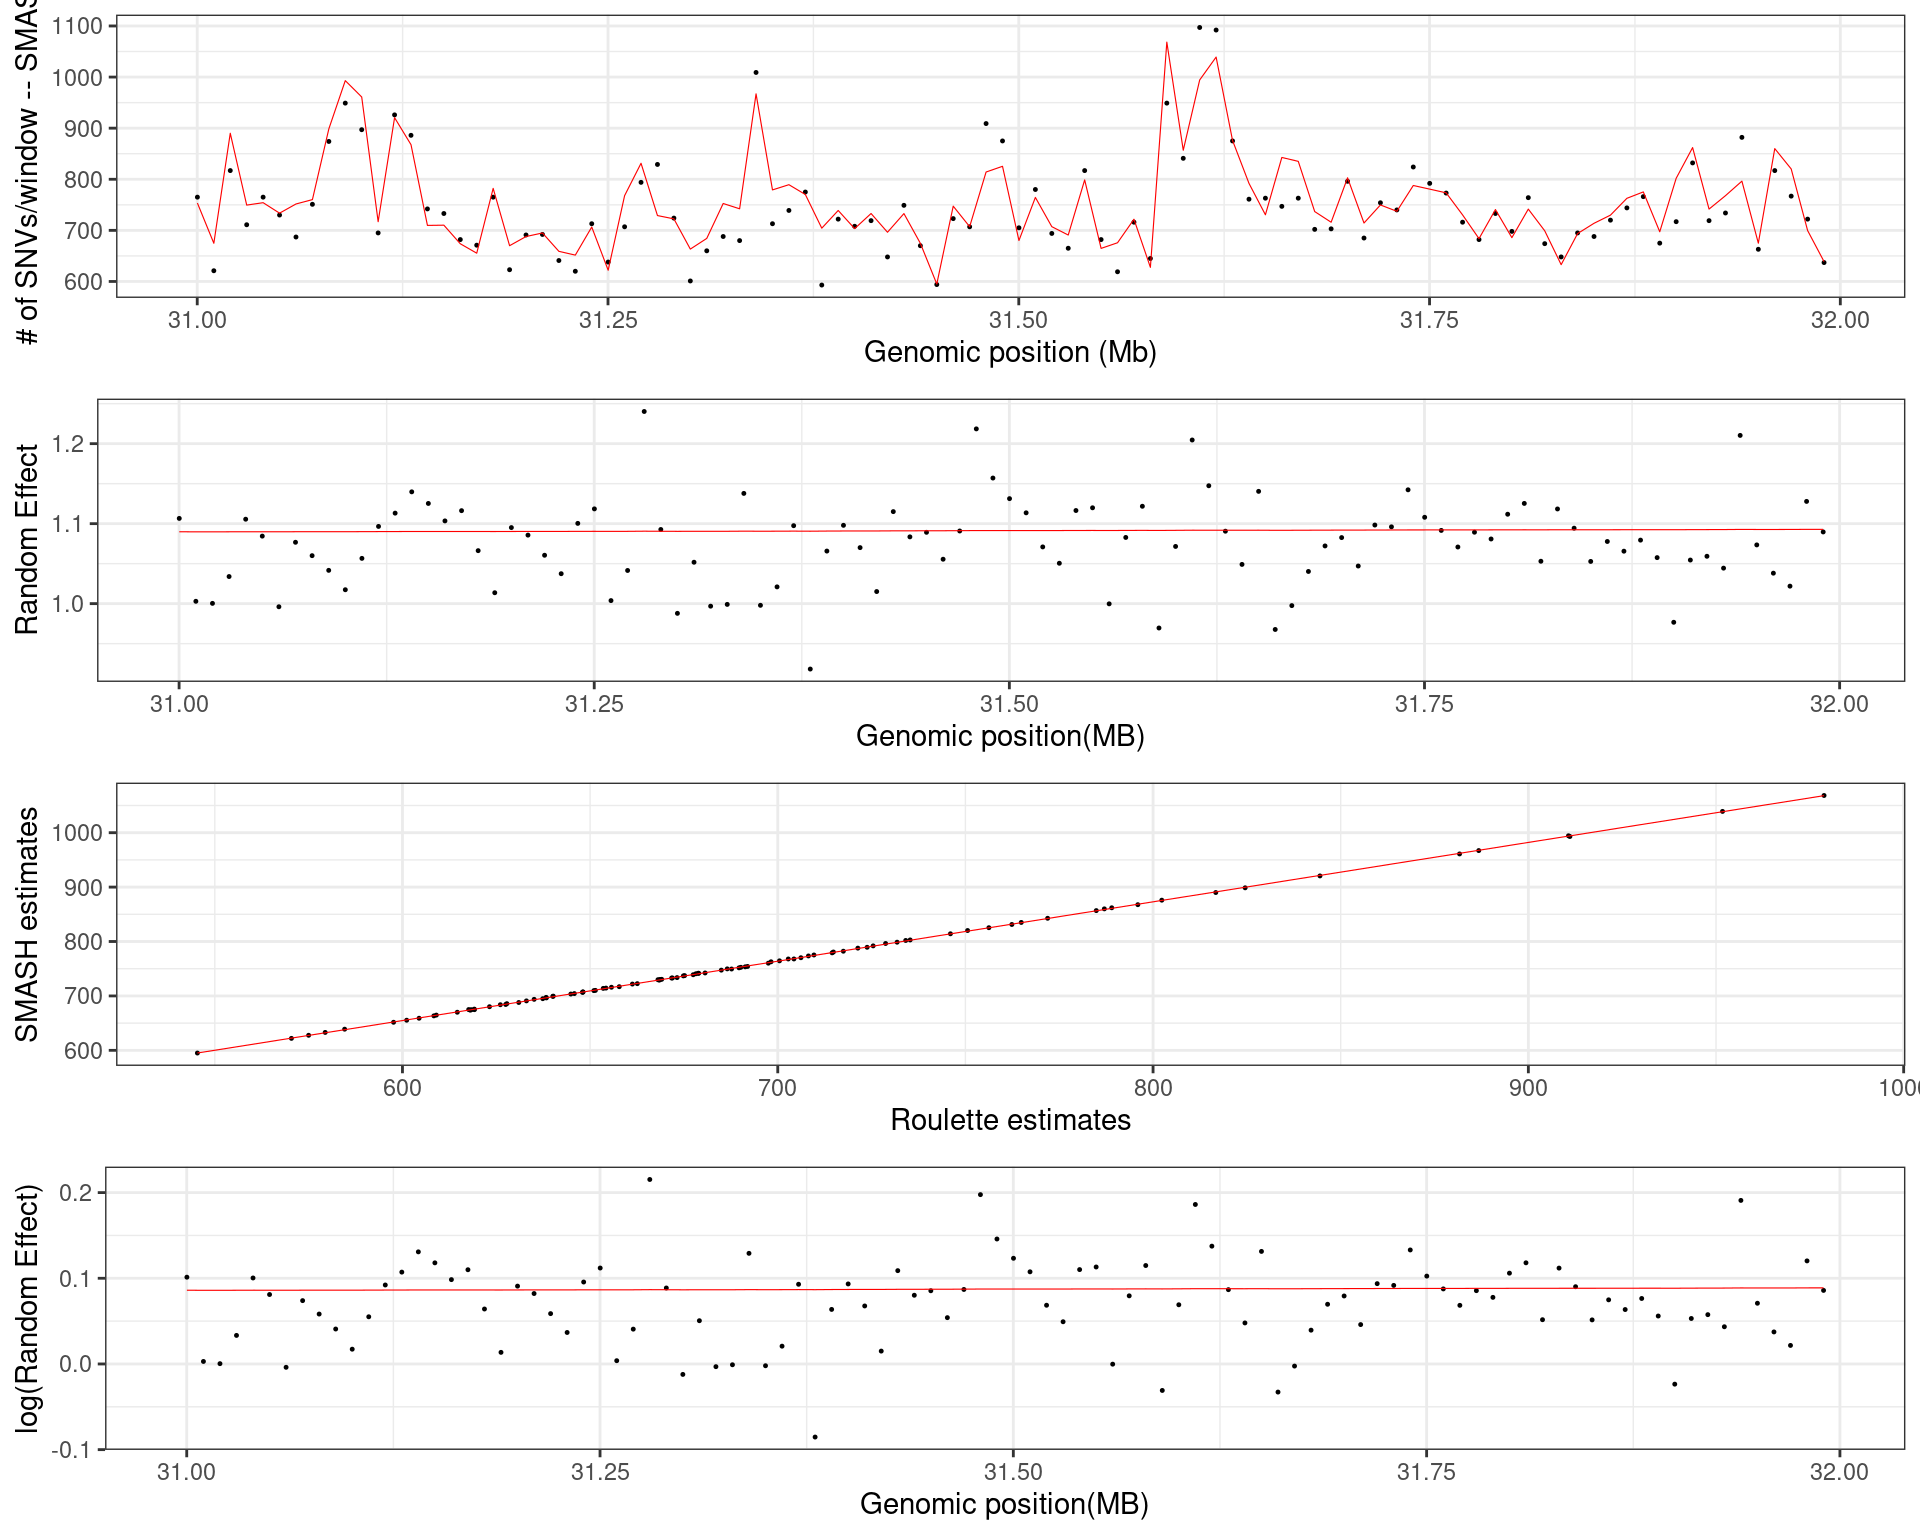 # of SNVs/window -- SMAS
1100
1000
900
800
700
600
31.00 31.25 31.50 31.75 32.00
Genomic position (Mb)
Random Effect
1.2
1.1
1.0
31.00 31.25 31.50 31.75 32.00
Genomic position(MB)
SMASH estimates
1000
900
800
700
600
600 700 800 900 100
Roulette estimates
log(Random Effect)
0.2
0.1
0.0
-0.1
31.00 31.25 31.50 31.75 32.00
Genomic position(MB)